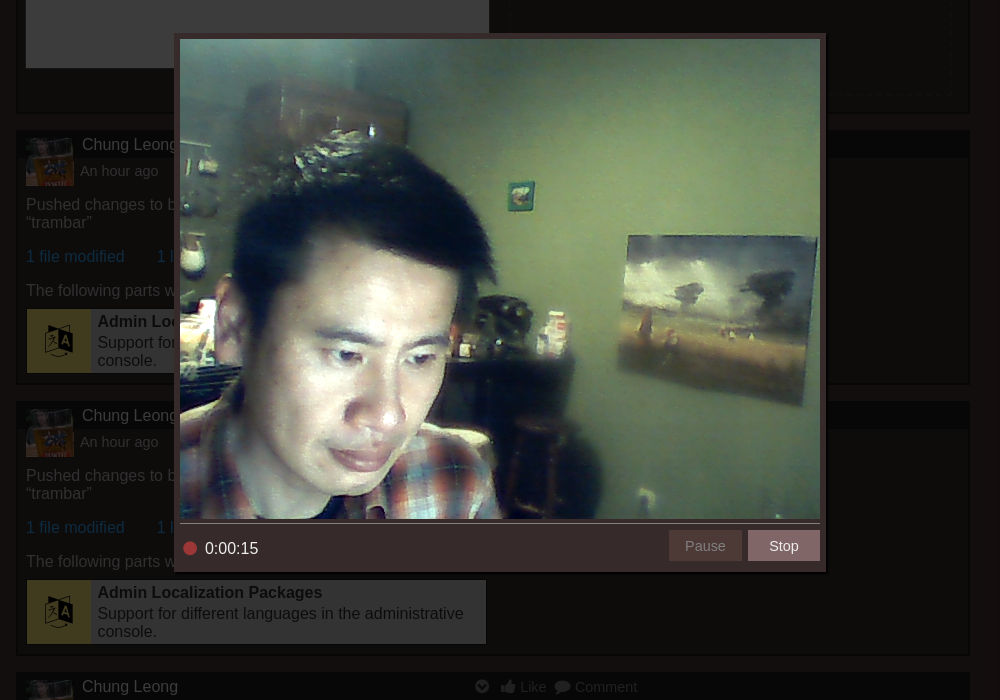 Chung Leong
An hour ago
Pushed changes to b
“trambar”
1 file modified 1 l
The following parts w
Admin Loc
Support for
console.
0:00:15
Pause
Stop
Chung Leong
An hour ago
Pushed changes to b
“trambar”
1 file modified 1 l
The following parts w
Admin Localization Packages
Support for different languages in the administrative
console.
Chung Leong
Like Comment